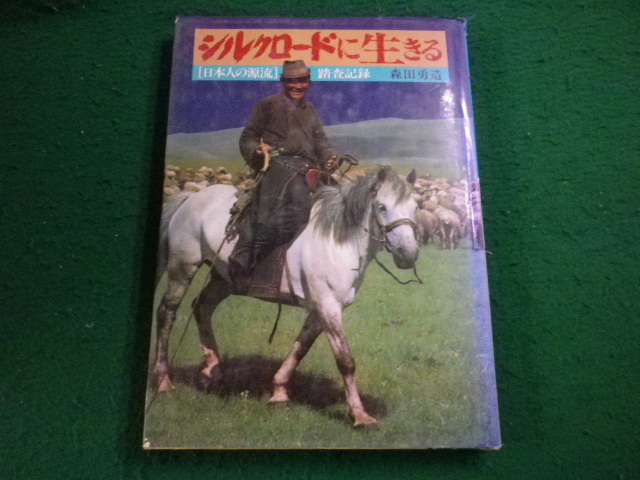 シルクロードに生きる
[日本人の源流]踏査記録 森田勇造